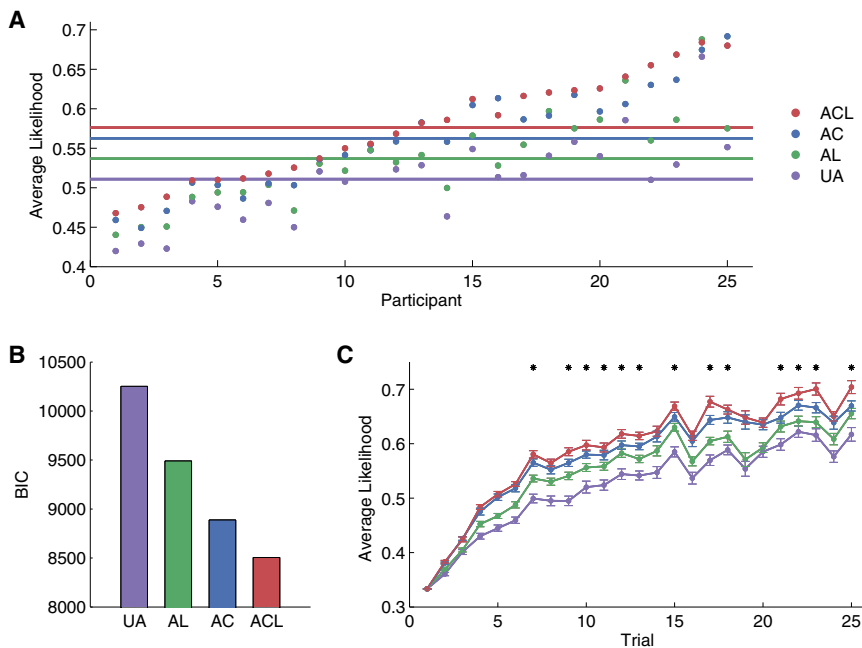 A
Average Likelihood
0.7
0.65
0.6
0.55
0.5
0.45
0.4
0 5 10 15 20 25
Participant
ACL
AC
AL
UA
B
BIC
10500
10000
9500
9000
8500
8000
UA AL AC ACL
C
* * * * * * * * * * * * *
Average Likelihood
0.7
0.6
0.5
0.4
0.3
0 5 10 15 20 25
Trial